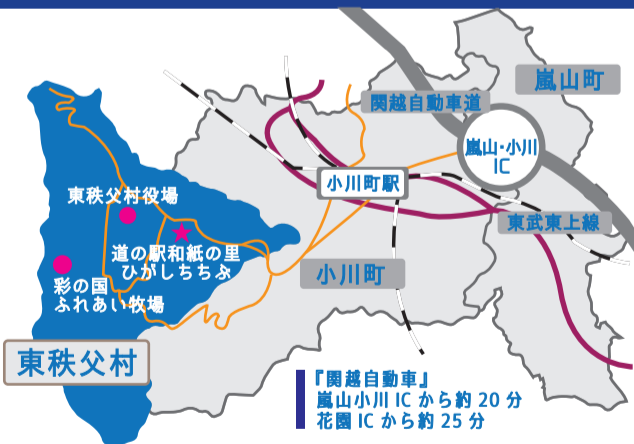 嵐山町
関越自動車道
嵐山・小川
IC
小川町駅
東秩父村役場
東武東上線
道の駅和紙の里
ひがしちちぶ
小川町
彩の国
ふれあい牧場
東秩父村
『関越自動車』
嵐山小川 IC から約 20 分
花園 IC から約 25 分